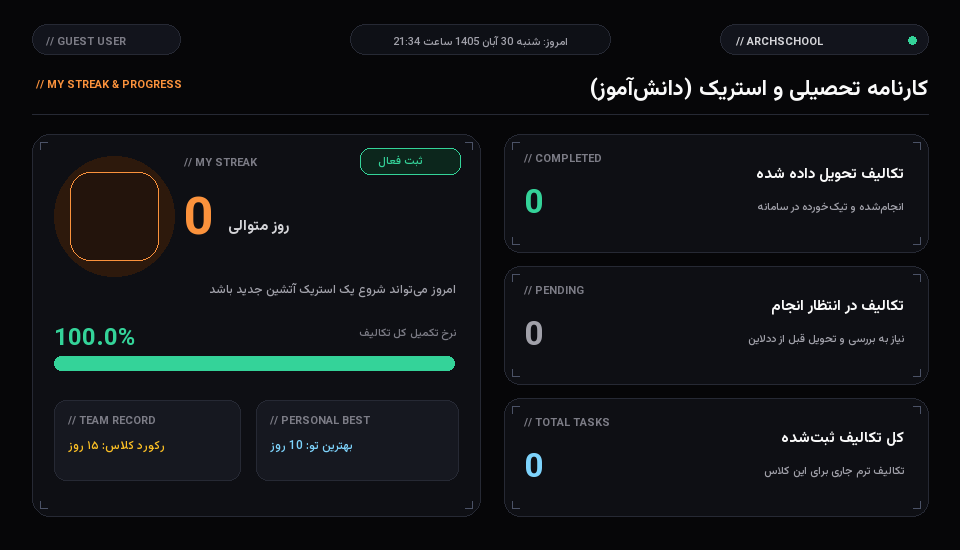 // GUEST USER
امروز: شنبه 30 آبان 1405 ساعت 21:34
// ARCHSCHOOL
// MY STREAK & PROGRESS
کارنامه تحصیلی و استریک (دانش‌آموز)
// MY STREAK
ثبت فعال
0 روز متوالی
امروز می‌تواند شروع یک استریک آتشین جدید باشد
100.0%
نرخ تکمیل کل تکالیف
// TEAM RECORD
رکورد کلاس: ۱۵ روز
// PERSONAL BEST
بهترین تو: 10 روز
// COMPLETED
تکالیف تحویل داده شده
0
انجام‌شده و تیک‌خورده در سامانه
// PENDING
تکالیف در انتظار انجام
0
نیاز به بررسی و تحویل قبل از ددلاین
// TOTAL TASKS
کل تکالیف ثبت‌شده
0
تکالیف ترم جاری برای این کلاس